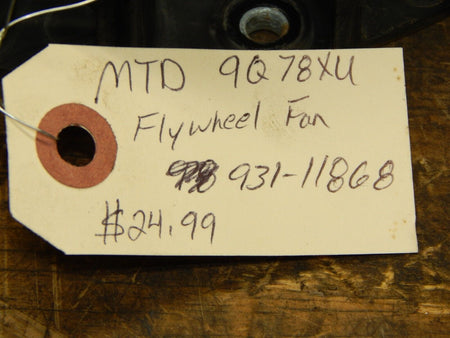 MTD 9Q78XU
Flywheel Fan
931-11868
$24.99